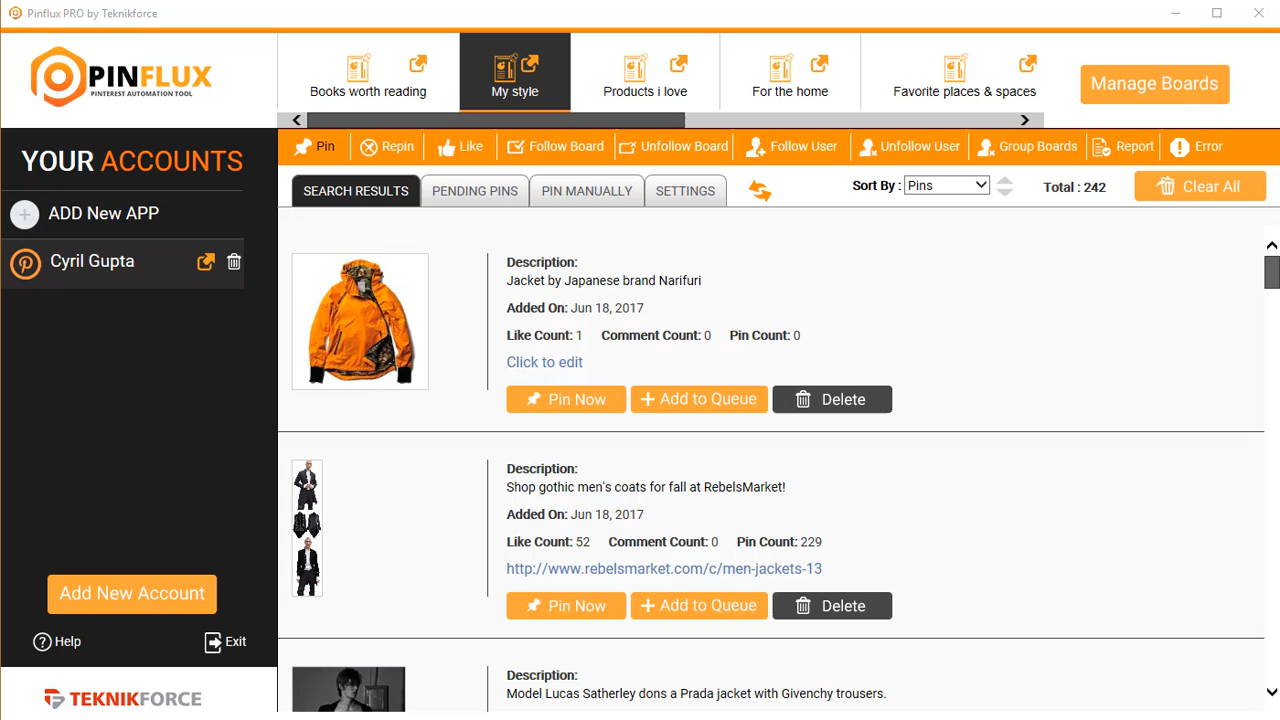 Pinflux PRO by Teknikforce
PINFLUX
PINTEREST AUTOMATION TOOL
Books worth reading
My style
Products i love
For the home
Favorite places & spaces
Manage Boards
YOUR ACCOUNTS
ADD New APP
Cyril Gupta
Add New Account
Help
Exit
TEKNIKFORCE
Pin
Repin
Like
Follow Board
Unfollow Board
Follow User
Unfollow User
Group Boards
Report
Error
SEARCH RESULTS
PENDING PINS
PIN MANUALLY
SETTINGS
Sort By :
Pins
Total : 242
Clear All
Description:
Jacket by Japanese brand Narifuri
Added On: Jun 18, 2017
Like Count: 1 Comment Count: 0 Pin Count: 0
Click to edit
Pin Now
Add to Queue
Delete
Description:
Shop gothic men's coats for fall at RebelsMarket!
Added On: Jun 18, 2017
Like Count: 52 Comment Count: 0 Pin Count: 229
http://www.rebelsmarket.com/c/men-jackets-13
Pin Now
Add to Queue
Delete
Description:
Model Lucas Satherley dons a Prada jacket with Givenchy trousers.